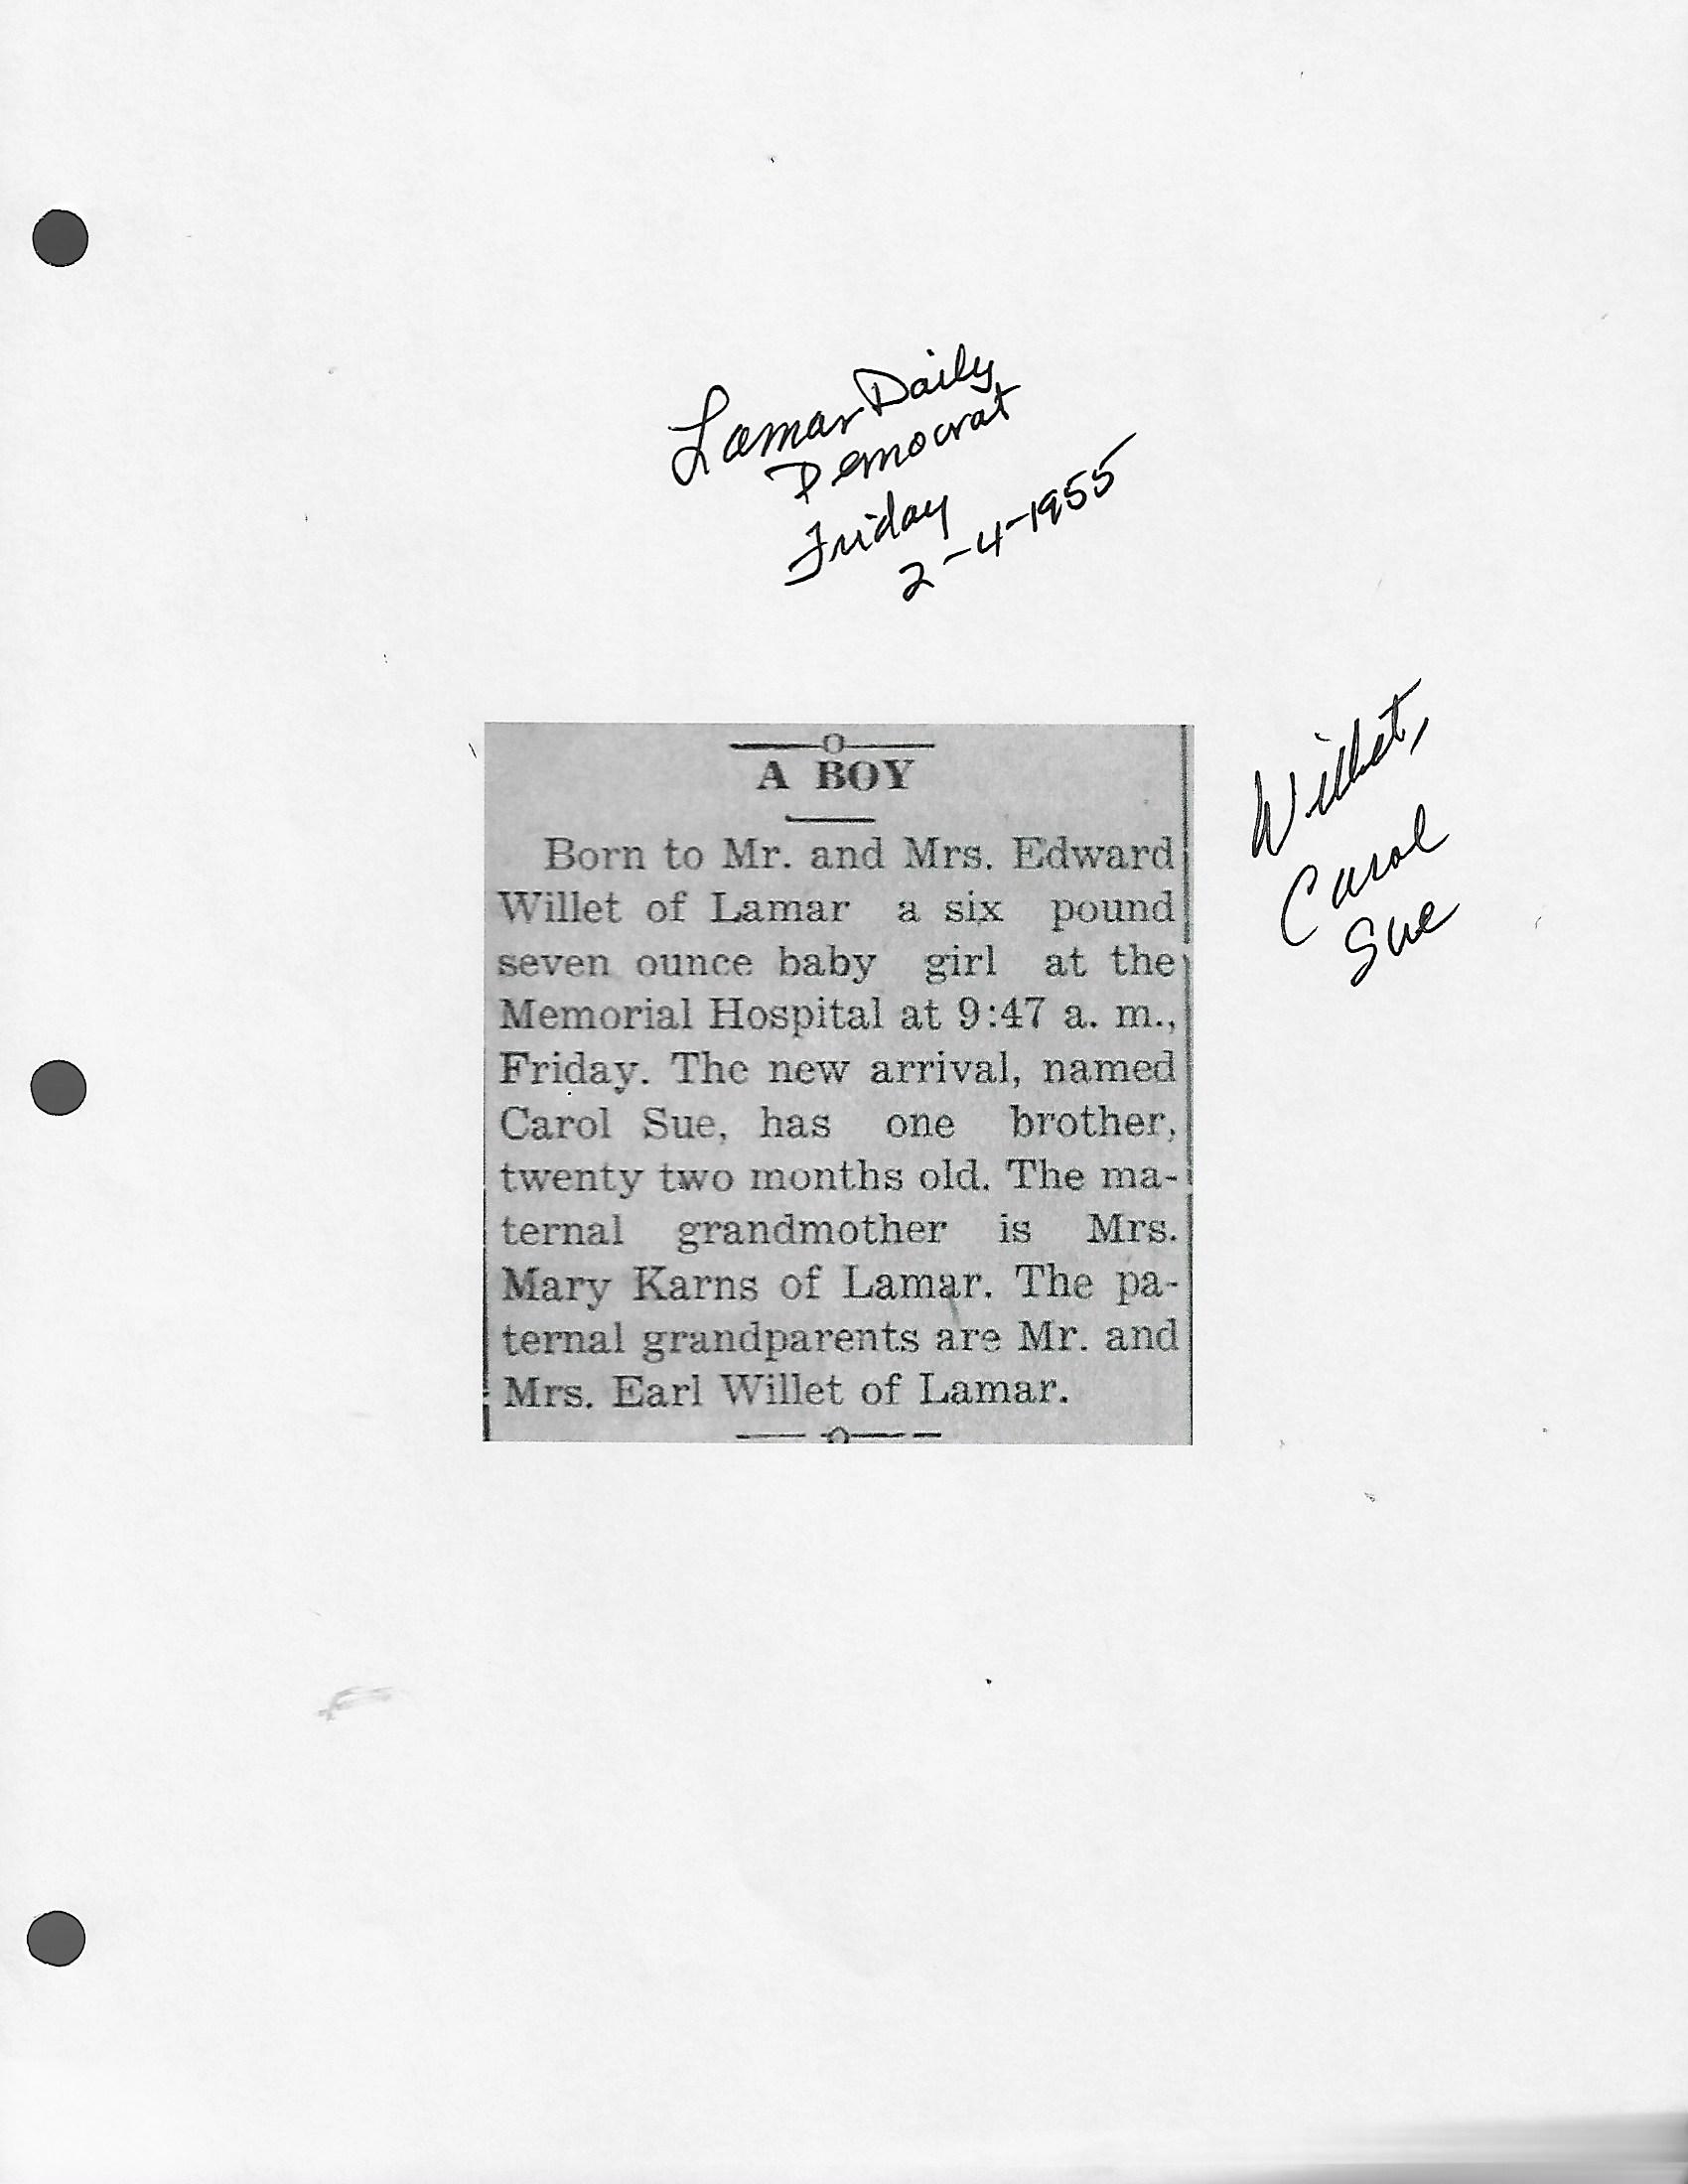 Lamar Daily
Democrat
Friday
2-4-1955
Willet,
Carol
Sue
A BOY
Born to Mr. and Mrs. Edward
Willet of Lamar a six pound
seven ounce baby girl at the
Memorial Hospital at 9:47 a. m.,
Friday. The new arrival, named
Carol Sue, has one brother,
twenty two months old. The ma-
ternal grandmother is Mrs.
Mary Karns of Lamar. The pa-
ternal grandparents are Mr. and
Mrs. Earl Willet of Lamar.